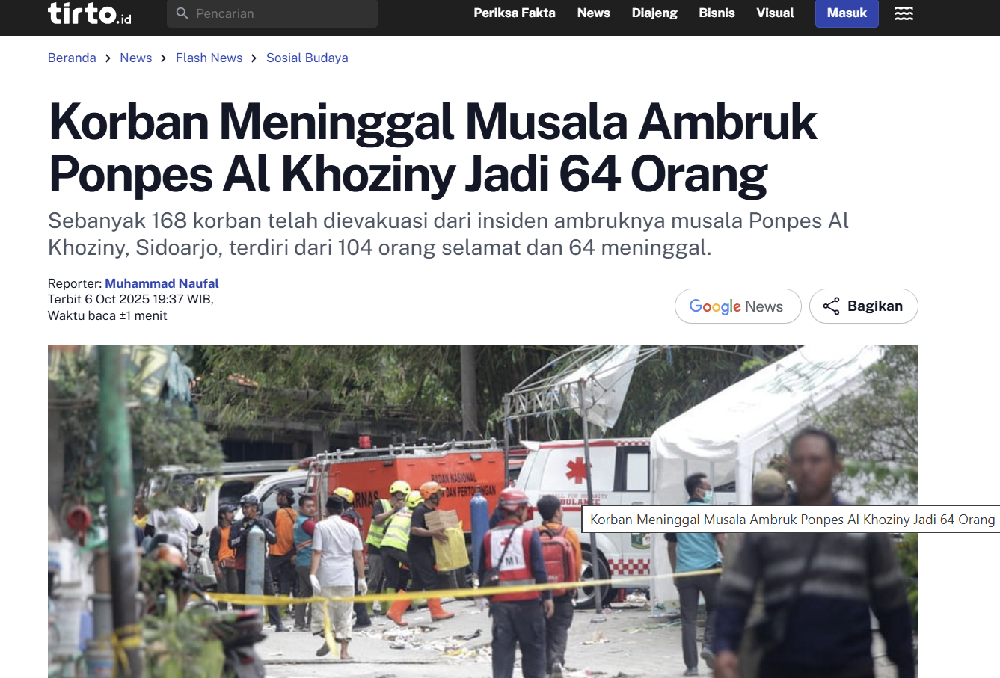 tirto.id
Pencarian
Periksa Fakta
News
Diajeng
Bisnis
Visual
Masuk
Beranda > News > Flash News > Sosial Budaya
Korban Meninggal Musala Ambruk
Ponpes Al Khoziny Jadi 64 Orang
Sebanyak 168 korban telah dievakuasi dari insiden ambruknya musala Ponpes Al
Khoziny, Sidoarjo, terdiri dari 104 orang selamat dan 64 meninggal.
Reporter: Muhammad Naufal
Terbit 6 Oct 2025 19:37 WIB,
Waktu baca ±1 menit
Google News
Bagikan
BADAN NASIONAL
DAN PERTOLONGAN
ARNAS
AMBULANCE
PMI
Korban Meninggal Musala Ambruk Ponpes Al Khoziny Jadi 64 Orang